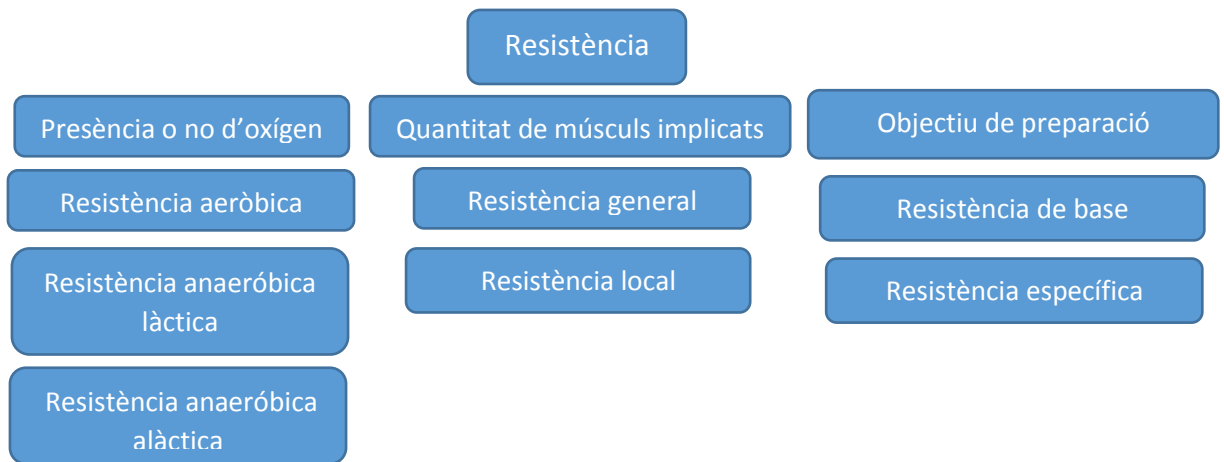 Resistència
Presència o no d'oxígen
Quantitat de músculs implicats
Objectiu de preparació
Resistència aeròbica
Resistència general
Resistència de base
Resistència anaeróbica
làctica
Resistència local
Resistència específica
Resistència anaeróbica
alàctica